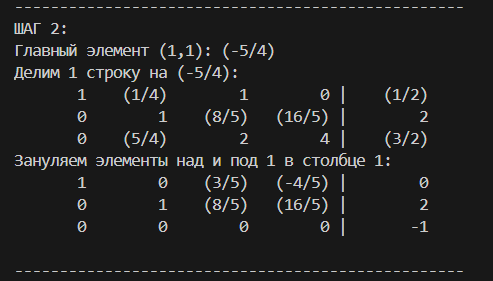 --------------------------------------------------
ШАГ 2:
Главный элемент (1,1): (-5/4)
Делим 1 строку на (-5/4):
1 (1/4) 1 0 | (1/2)
0 1 (8/5) (16/5) | 2
0 (5/4) 2 4 | (3/2)
Зануляем элементы над и под 1 в столбце 1:
1 0 (3/5) (-4/5) | 0
0 1 (8/5) (16/5) | 2
0 0 0 0 | -1
--------------------------------------------------